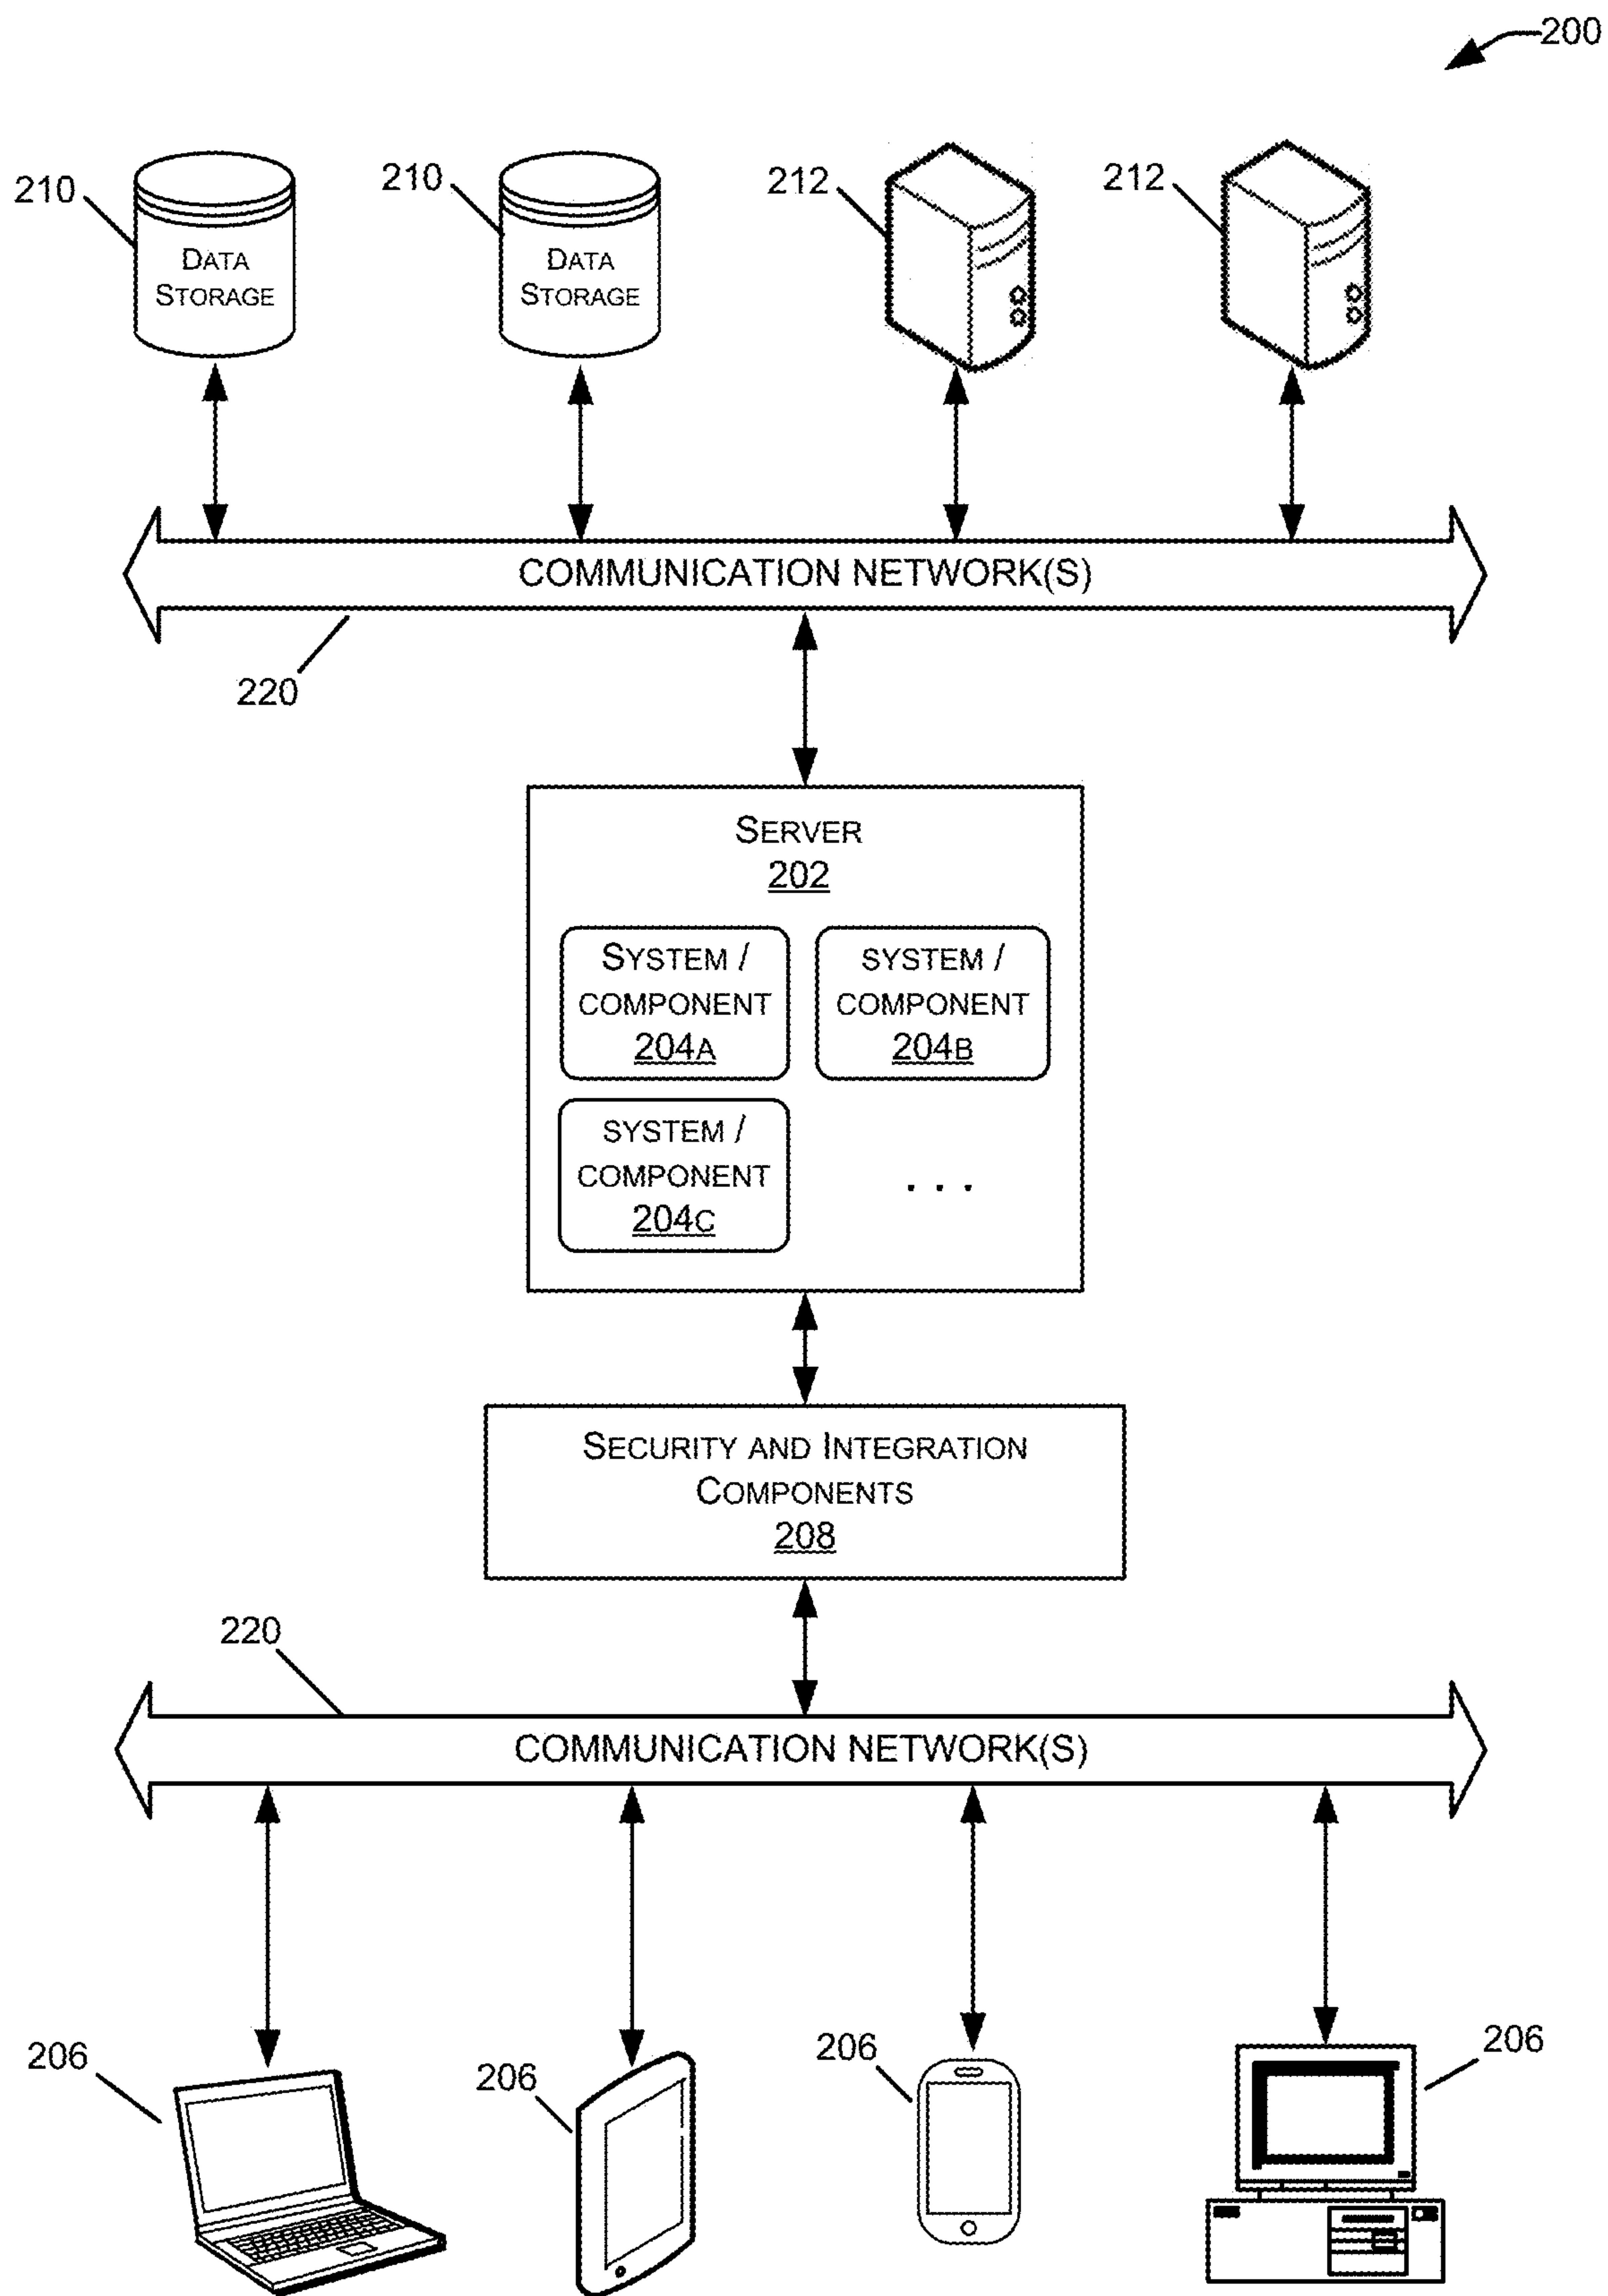 200
210
210
212
212
DATA
STORAGE
DATA
STORAGE
COMMUNICATION NETWORK(S)
220
SERVER
202
SYSTEM /
COMPONENT
204A
SYSTEM /
COMPONENT
204B
SYSTEM /
COMPONENT
204C
. . .
SECURITY AND INTEGRATION
COMPONENTS
208
220
COMMUNICATION NETWORK(S)
206
206
206
206